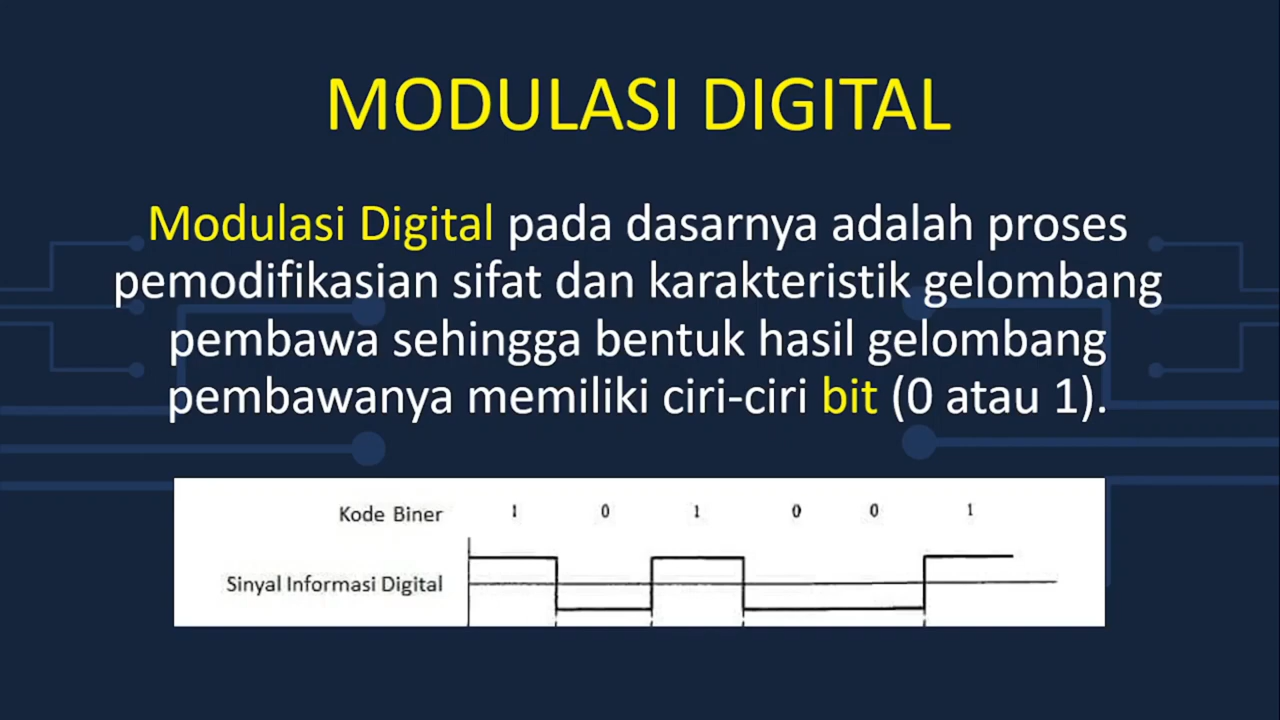 MODULASI DIGITAL
Modulasi Digital pada dasarnya adalah proses
pemodifikasian sifat dan karakteristik gelombang
pembawa sehingga bentuk hasil gelombang
pembawanya memiliki ciri-ciri bit (0 atau 1).
Kode Biner 1 0 1 0 0 1
Sinyal Informasi Digital